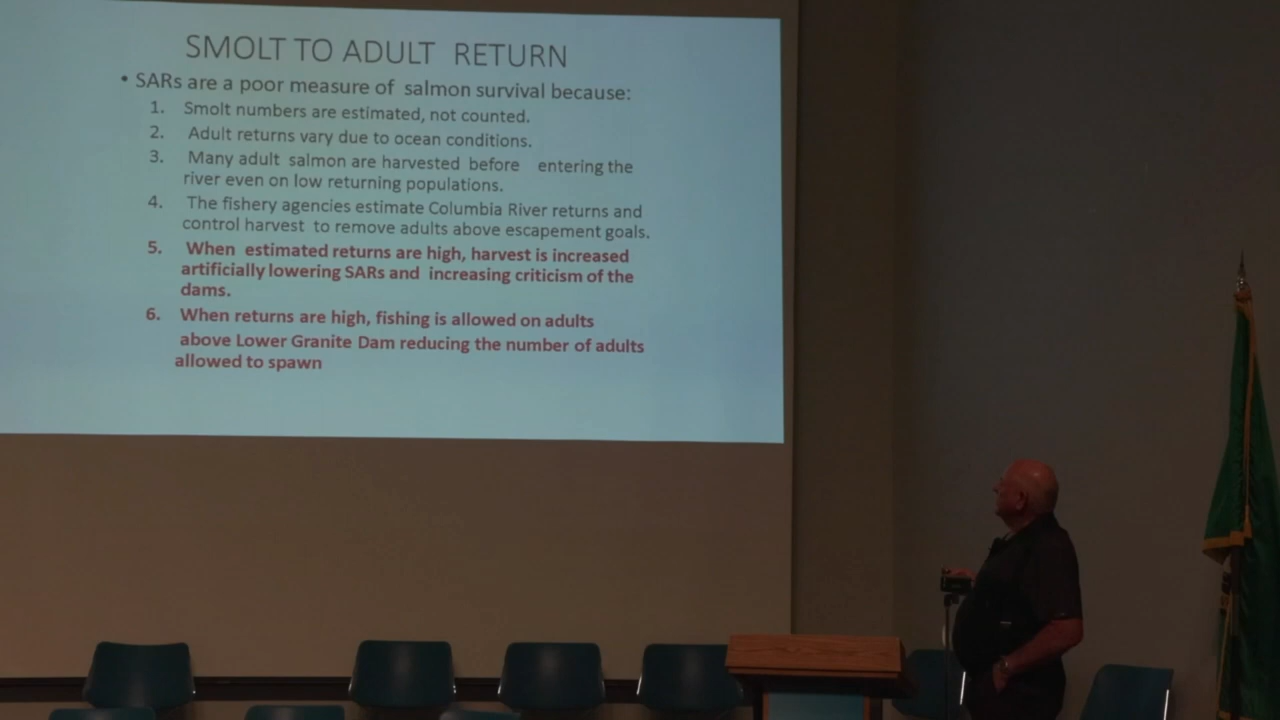 SMOLT TO ADULT RETURN
• SARs are a poor measure of salmon survival because:
1. Smolt numbers are estimated, not counted.
2. Adult returns vary due to ocean conditions.
3. Many adult salmon are harvested before entering the
river even on low returning populations.
4. The fishery agencies estimate Columbia River returns and
control harvest to remove adults above escapement goals.
5. When estimated returns are high, harvest is increased
artificially lowering SARs and increasing criticism of the
dams.
6. When returns are high, fishing is allowed on adults
above Lower Granite Dam reducing the number of adults
allowed to spawn